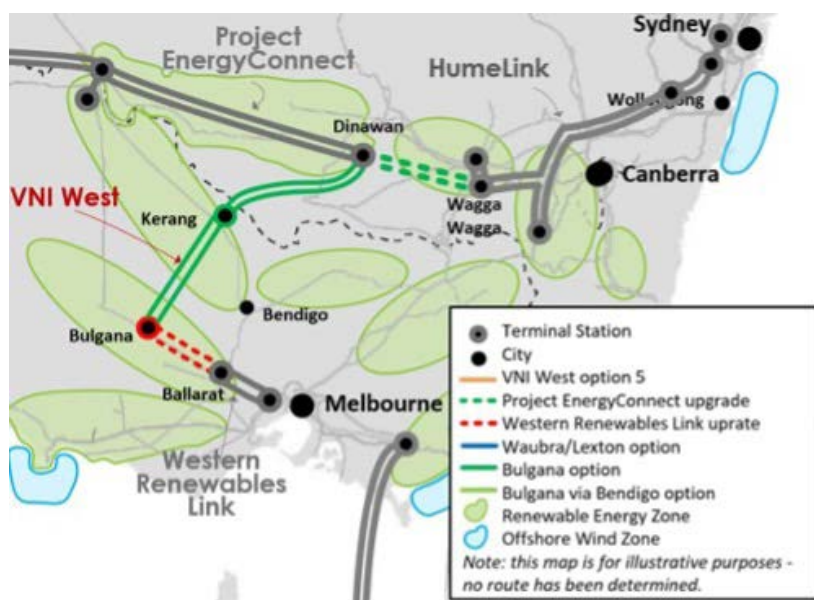 Sydney
Project
EnergyConnect
HumeLink
Wollongong
Dinawan
Canberra
VNI West
Kerang
Wagga
Wagga
Bendigo
Bulgana
Ballarat
Melbourne
Western
Renewables
Link
Terminal Station
City
VNI West option 5
Project EnergyConnect upgrade
Western Renewables Link uprate
Waubra/Lexton option
Bulgana option
Bulgana via Bendigo option
Renewable Energy Zone
Offshore Wind Zone
Note: this map is for illustrative purposes -
no route has been determined.